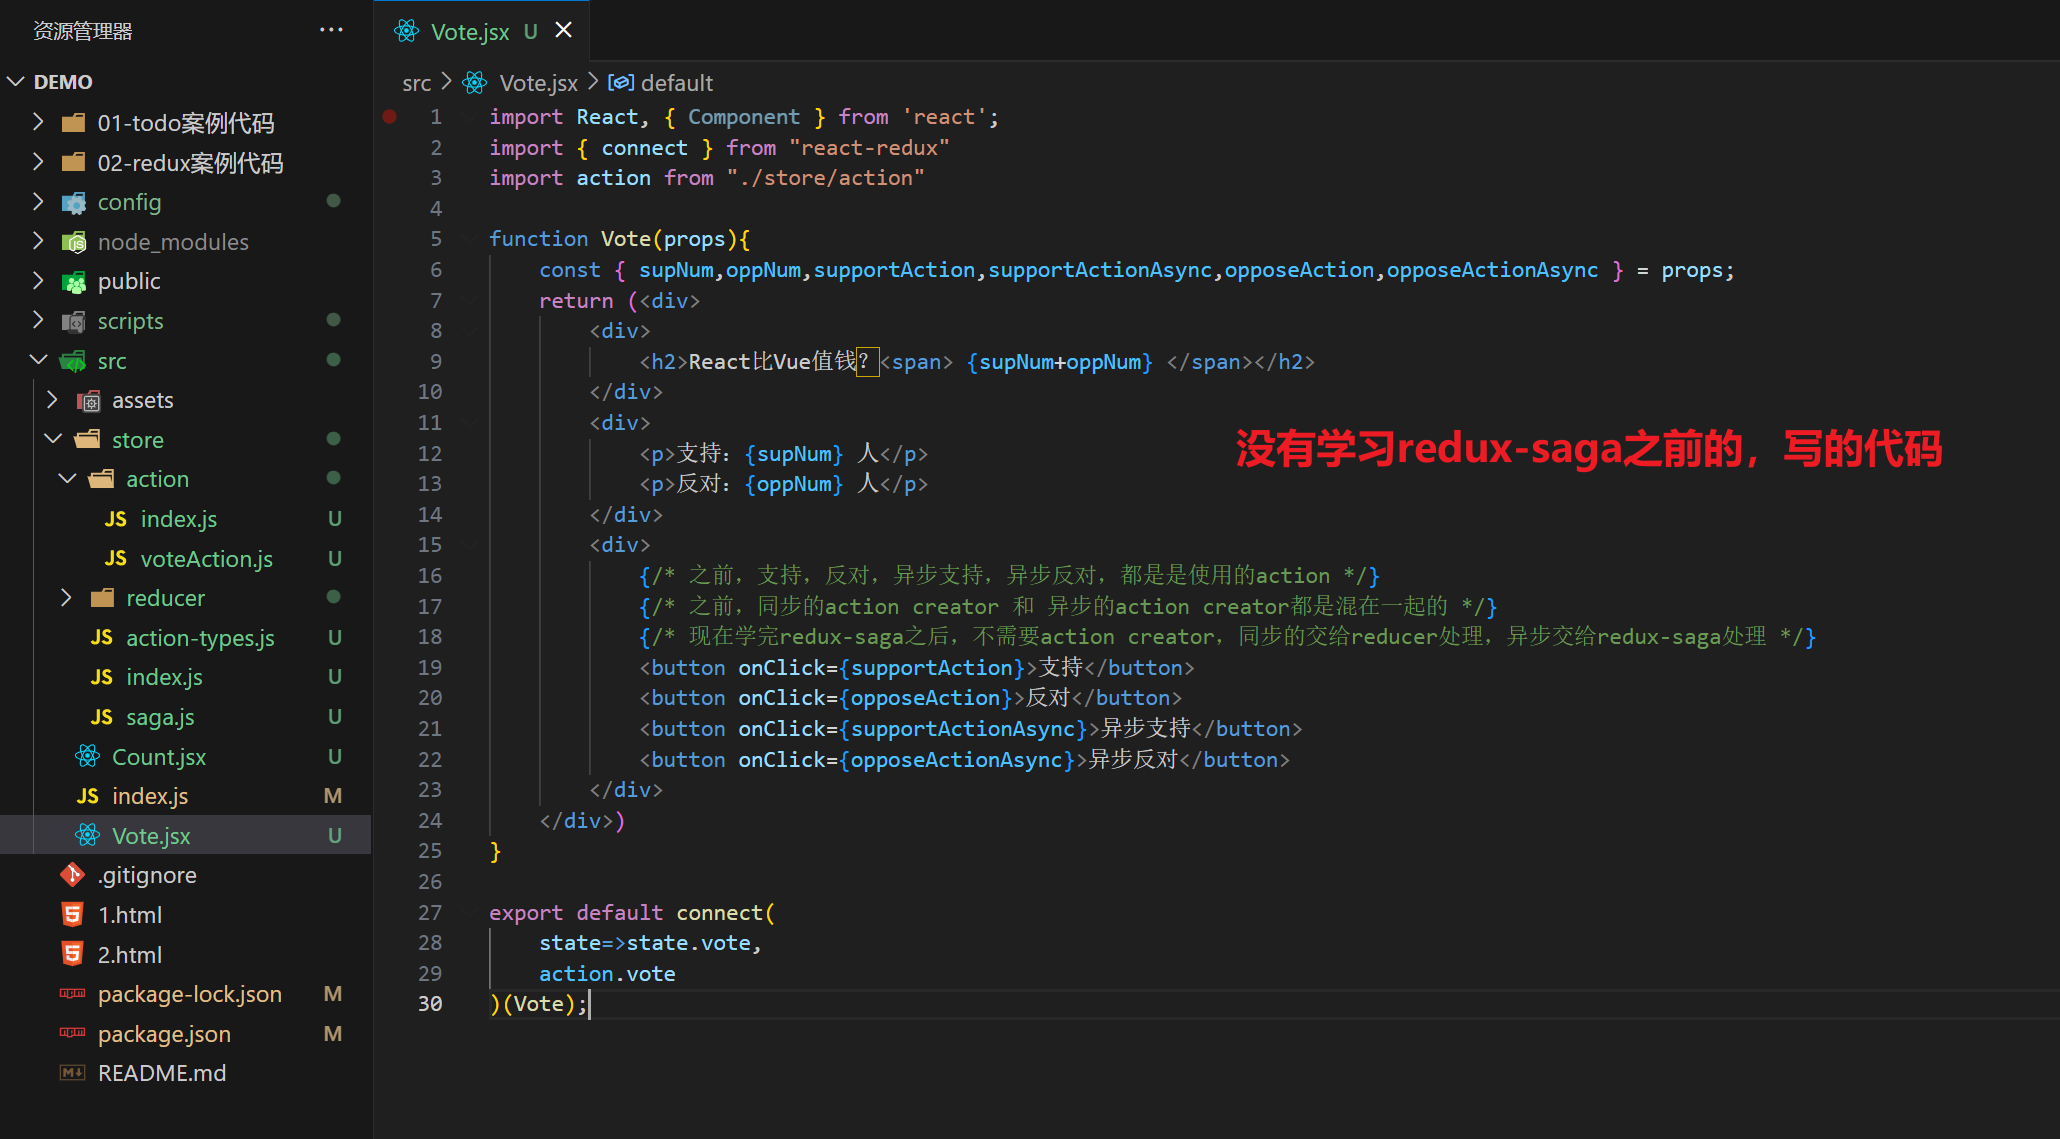 资源管理器
DEMO
01-todo案例代码
02-redux案例代码
config
node_modules
public
scripts
src
assets
store
action
JS index.js U
JS voteAction.js U
reducer
JS action-types.js U
JS index.js U
JS saga.js U
Count.jsx U
JS index.js M
Vote.jsx U
.gitignore
1.html
2.html
package-lock.json M
package.json M
README.md
Vote.jsx U
src > Vote.jsx > default
1 import React, { Component } from 'react';
2 import { connect } from "react-redux"
3 import action from "./store/action"
4
5 function Vote(props){
6 const { supNum,oppNum,supportAction,supportActionAsync,opposeAction,opposeActionAsync } = props;
7 return (<div>
8 <div>
9 <h2>React比Vue值钱？<span> {supNum+oppNum} </span></h2>
10 </div>
11 <div>
12 <p>支持：{supNum} 人</p>
13 <p>反对：{oppNum} 人</p>
14 </div>
15 <div>
16 {/* 之前，支持，反对，异步支持，异步反对，都是是使用的action */}
17 {/* 之前，同步的action creator 和 异步的action creator都是混在一起的 */}
18 {/* 现在学完redux-saga之后，不需要action creator，同步的交给reducer处理，异步交给redux-saga处理 */}
19 <button onClick={supportAction}>支持</button>
20 <button onClick={opposeAction}>反对</button>
21 <button onClick={supportActionAsync}>异步支持</button>
22 <button onClick={opposeActionAsync}>异步反对</button>
23 </div>
24 </div>)
25 }
26
27 export default connect(
28 state=>state.vote,
29 action.vote
30 )(Vote);
没有学习redux-saga之前的，写的代码